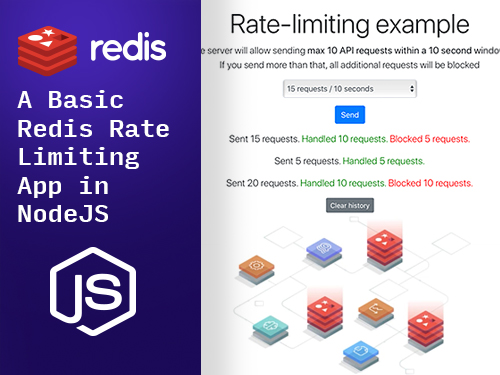 redis
A Basic
Redis Rate
Limiting
App in
NodeJS
JS
Rate-limiting example
e server will allow sending max 10 API requests within a 10 second windo
If you send more than that, all additional requests will be blocked
15 requests / 10 seconds
Send
Sent 15 requests. Handled 10 requests. Blocked 5 requests.
Sent 5 requests. Handled 5 requests.
Sent 20 requests. Handled 10 requests. Blocked 10 requests.
Clear history